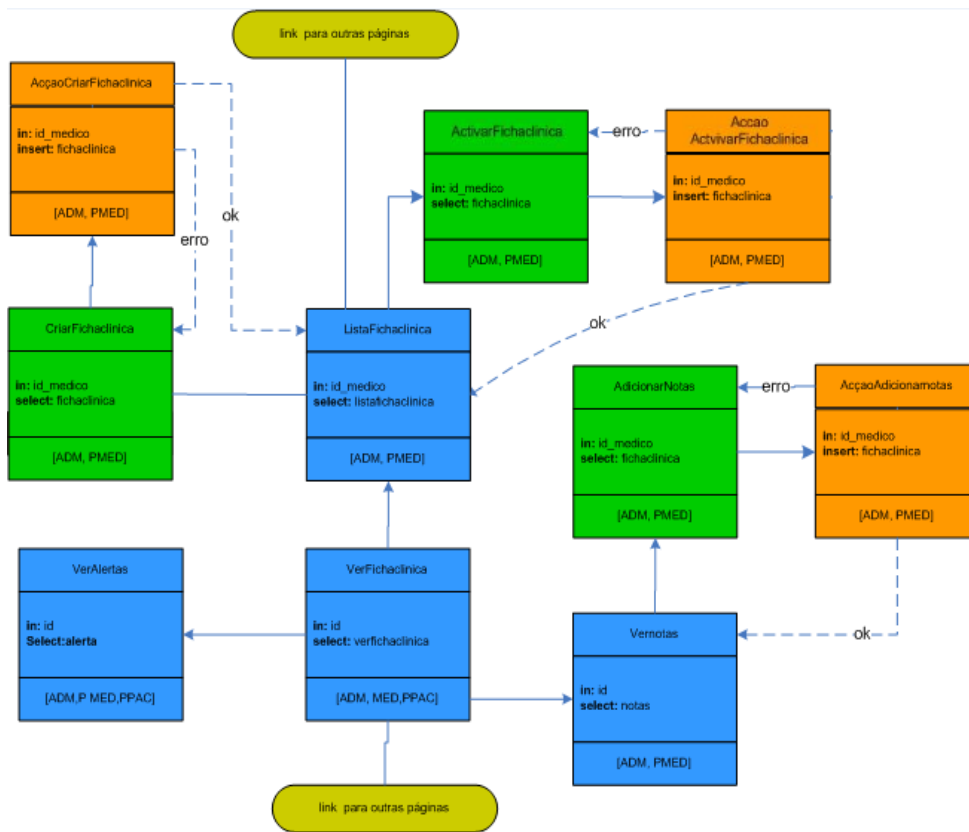 link para outras páginas
AcçaoCriarFichaclinica
in: id_medico
insert: fichaclinica
[ADM, PMED]
ok
erro
ActivarFichaclinica
in: id_medico
select: fichaclinica
[ADM, PMED]
erro
Accao
ActvivarFichaclinica
in: id_medico
insert: fichaclinica
[ADM, PMED]
ok
CriarFichaclinica
in: id_medico
select: fichaclinica
[ADM, PMED]
ListaFichaclinica
in: id_medico
select: listafichaclinica
[ADM, PMED]
AdicionarNotas
in: id_medico
select: fichaclinica
[ADM, PMED]
erro
AcçaoAdicionarnotas
in: id_medico
insert: fichaclinica
[ADM, PMED]
ok
VerAlertas
in: id
Select:alerta
[ADM,P MED,PPAC]
VerFichaclinica
in: id
select: verfichaclinica
[ADM, MED,PPAC]
Vernotas
in: id
select: notas
[ADM, PMED]
link para outras páginas